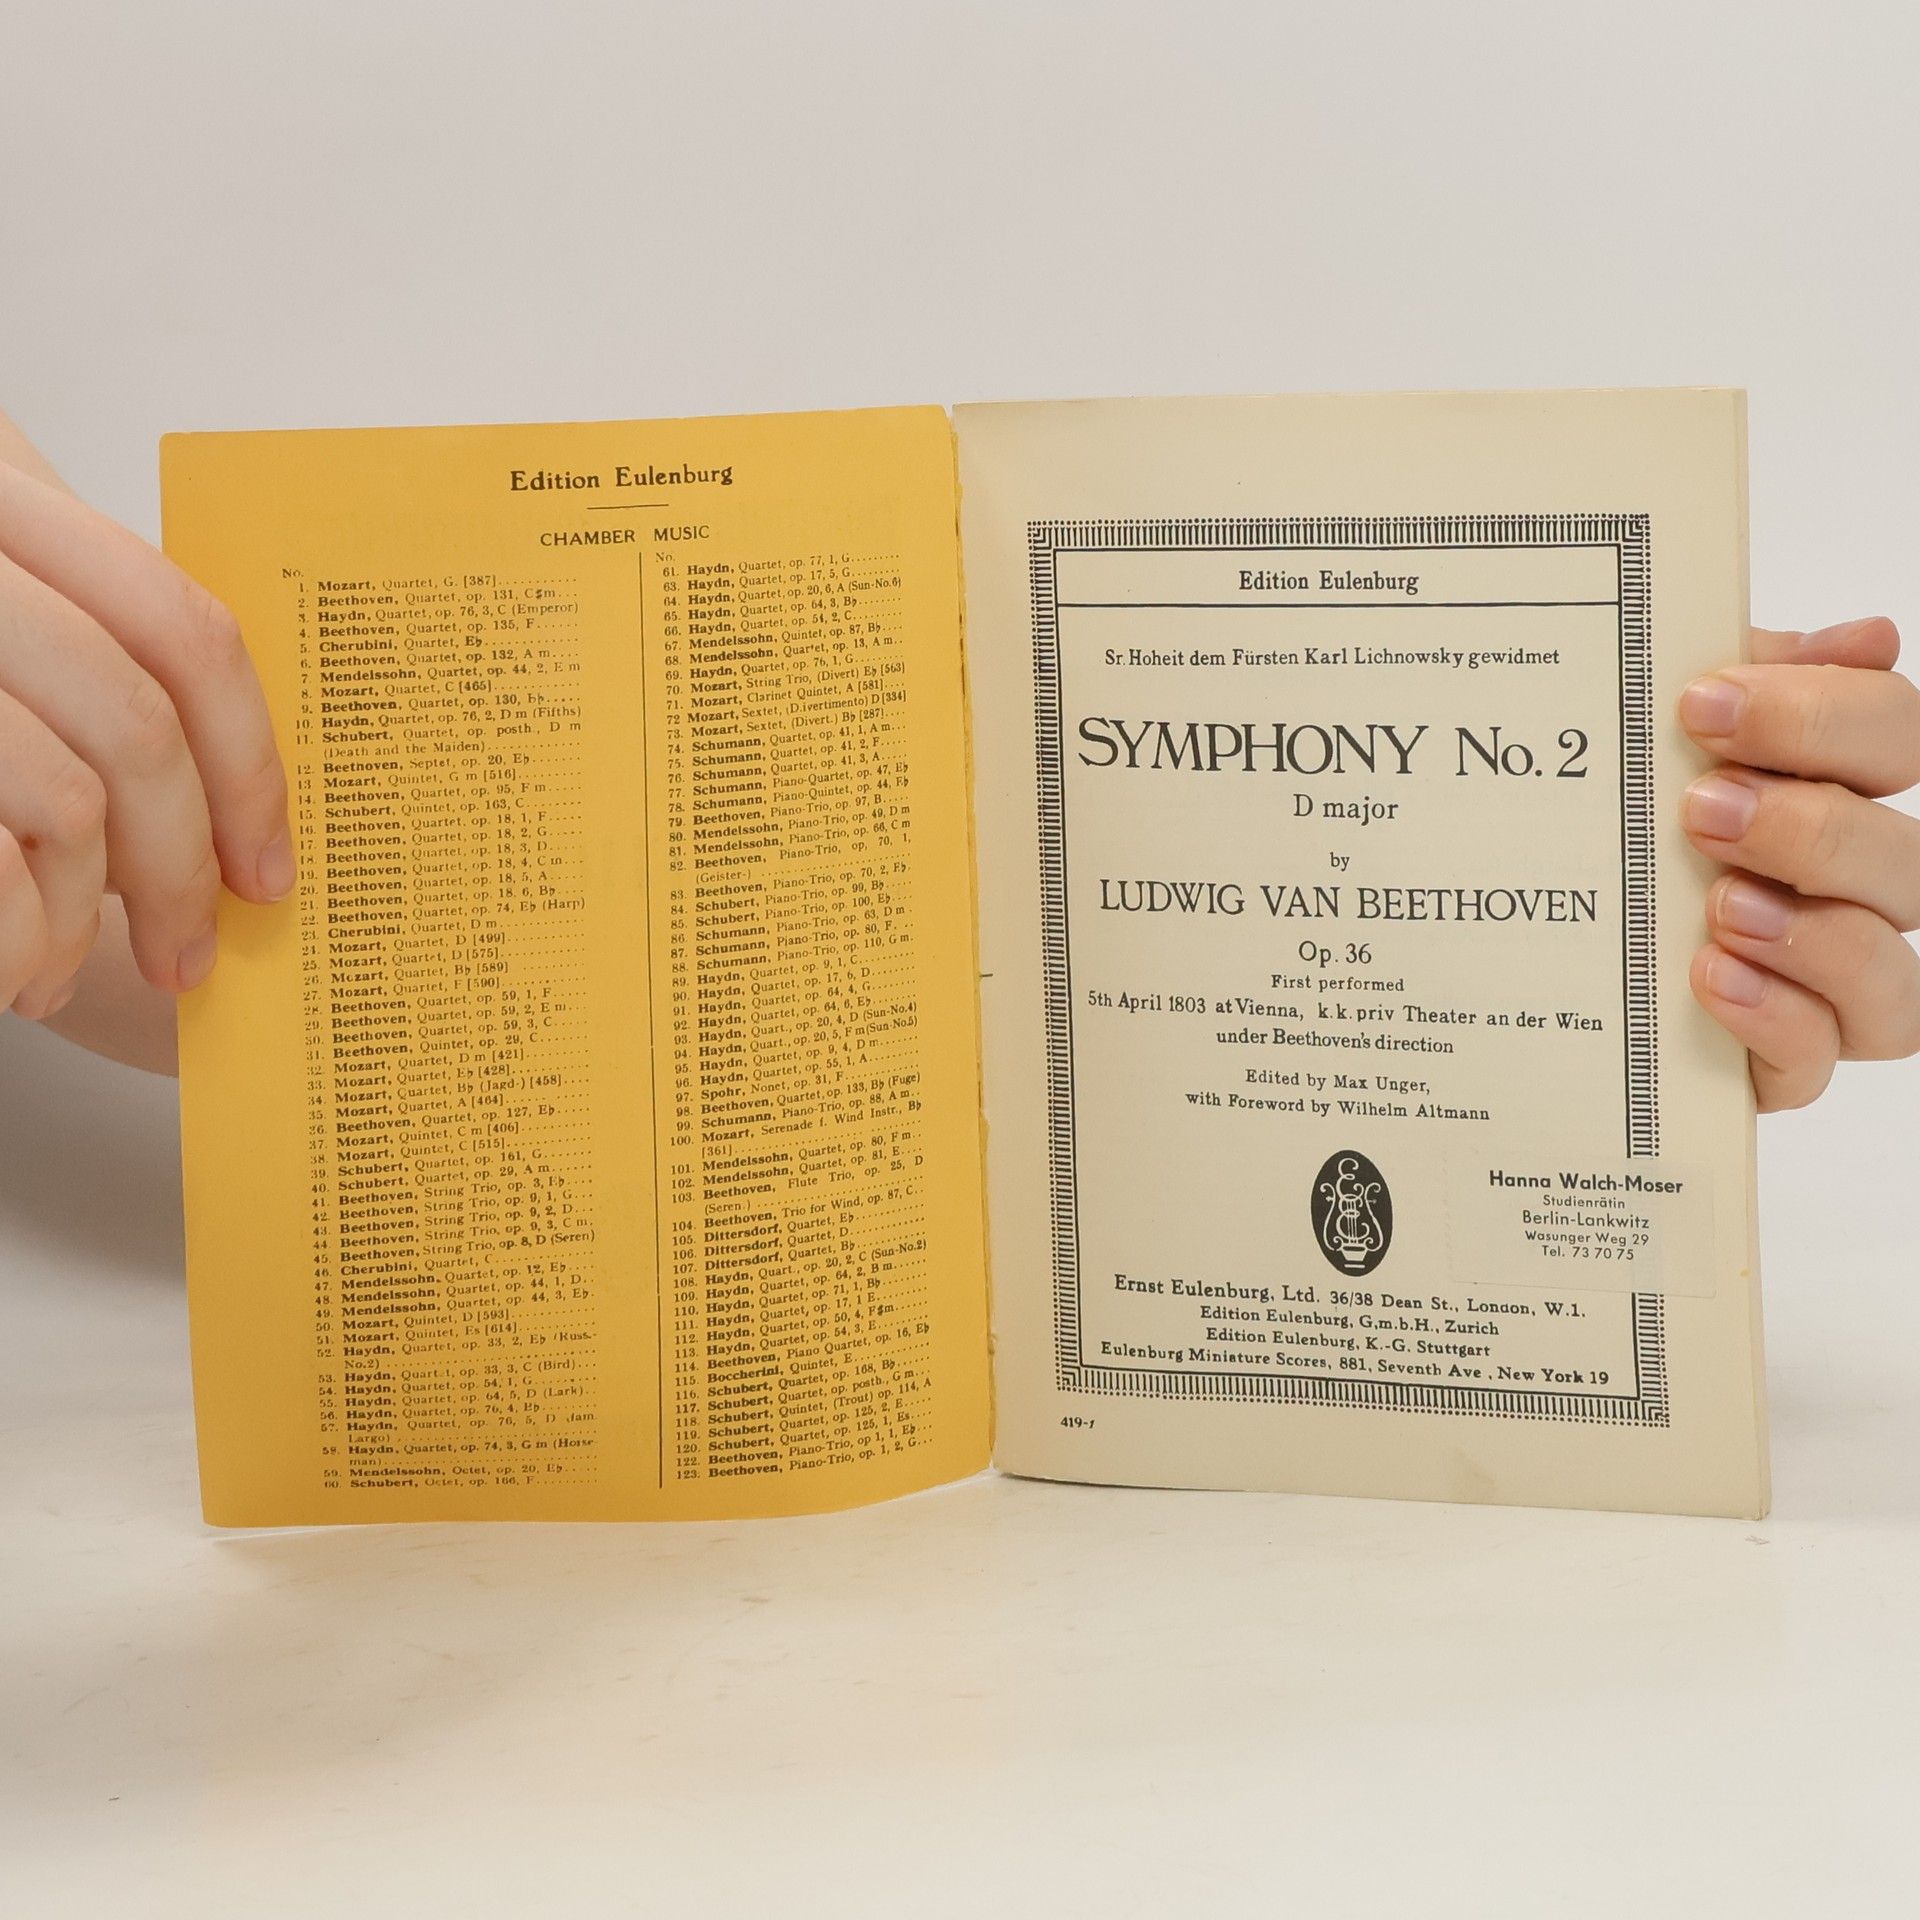 Edition Eulenburg
CHAMBER MUSIC
No.
1. Mozart, Quartet, G. [387]...........
2. Beethoven, Quartet, op. 131, C♯m...
3. Haydn, Quartet, op. 76, 3, C (Emperor)
4. Beethoven, Quartet, op. 135, F......
5. Cherubini, Quartet, E♭............
6. Beethoven, Quartet, op. 132, A m....
7. Mendelssohn, Quartet, op. 44, 2, E m
8. Mozart, Quartet, C [465]............
9. Beethoven, Quartet, op. 130, B♭.....
10. Haydn, Quartet, op. 76, 2, D m (Fifths)
11. Schubert, Quartet, op. posth., D m
(Death and the Maiden)............
12. Beethoven, Septet, op. 20, E♭.......
13 Mozart, Quintet, G m [516].........
14. Beethoven, Quartet, op. 95, F m.....
15. Schubert, Quintet, op. 163, C........
16. Beethoven, Quartet, op. 18, 1, F.....
17. Beethoven, Quartet, op. 18, 2, G.....
18. Beethoven, Quartet, op. 18, 3, D.....
19. Beethoven, Quartet, op. 18, 4, C m...
20. Beethoven, Quartet, op. 18, 5, A.....
21. Beethoven, Quartet, op. 18. 6, B♭....
22. Beethoven, Quartet, op. 74, E♭ (Harp)
23. Cherubini, Quartet, D m............
24. Mozart, Quartet, D [499]...........
25. Mozart, Quartet, D [575]...........
26. Mozart, Quartet, B♭ [589] .......
27. Mozart, Quartet, F [590]...........
28. Beethoven, Quartet, op. 59, 1, F.....
29. Beethoven, Quartet, op. 59, 2, E m...
30. Beethoven, Quartet, op. 59, 3, C.....
31. Beethoven, Quintet, op. 29, C.......
32. Mozart, Quartet, D m [421].........
33. Mozart, Quartet, E♭ [428]..........
34. Mozart, Quartet, B♭ (Jagd-) [458]....
35. Mozart, Quartet, A [464]...... .....
36. Beethoven, Quartet, op. 127, E♭.....
37. Mozart, Quintet, C m [406].........
38. Mozart, Quintet, C [515]............
39. Schubert, Quartet, op. 161, G.......
40. Schubert, Quartet, op. 29, A m......
41. Beethoven, String Trio, op. 3, E♭....
42. Beethoven, String Trio, op. 9, 1, G...
43. Beethoven, String Trio, op. 9, 2, D...
44. Beethoven, String Trio, op. 9, 3, C m.
45. Beethoven, String Trio, op. 8, D (Seren)
46. Cherubini, Quartet, C..............
47. Mendelssohn, Quartet, op. 12, E♭....
48. Mendelssohn, Quartet, op. 44, 1, D..
49. Mendelssohn, Quartet, op. 44, 3, E♭.
50. Mozart, Quintet, D [593]............
51. Mozart, Quintet, Es [614]...........
52. Haydn, Quartet, op. 33, 2, E♭ (Russ-
No.2) ............................
53. Haydn, Quartet, op. 33, 3, C (Bird)...
54. Haydn, Quartet, op. 54, 1, G........
55. Haydn, Quartet, op. 64, 5, D (Lark)..
56. Haydn, Quartet, op. 76, 4, B♭.......
57. Haydn, Quartet, op. 76, 5, D (fam.
Largo) ...........................
58. Haydn, Quartet, op. 74, 3, G m (Horse-
man)............................
59. Mendelssohn, Octet, op. 20, E♭.....
60. Schubert, Octet, op. 166, F.........
No.
61. Haydn, Quartet, op. 77, 1, G........
63. Haydn, Quartet, op. 17, 5, G........
64. Haydn, Quartet, op. 20, 6, A (Sun-No.6)
65. Haydn, Quartet, op. 64, 3, B♭.......
66. Haydn, Quartet, op. 54, 2, C........
67. Mendelssohn, Quintet, op. 87, B♭....
68. Mendelssohn, Quartet, op. 13, A m..
69. Haydn, Quartet, op. 76, 1, G........
70. Mozart, String Trio, (Divert) E♭ [563]
71. Mozart, Clarinet Quintet, A [581]....
72 Mozart, Sextet, (Divertimento) D [334]
73. Mozart, Sextet, (Divert.) B♭ [287]....
74. Schumann, Quartet, op. 41, 1, A m...
75. Schumann, Quartet, op. 41, 2, F.....
76. Schumann, Quartet, op. 41, 3, A.....
77. Schumann, Piano-Quartet, op. 47, E♭
78. Schumann, Piano-Quintet, op. 44, E♭
79. Beethoven, Piano-Trio, op. 97, B.....
80. Mendelssohn, Piano-Trio, op. 49, D m
81. Mendelssohn, Piano-Trio, op. 66, C m
82. Beethoven, Piano-Trio, op, 70, 1,
(Geister-) .......................
83. Beethoven, Piano-Trio, op. 70, 2, E♭.
84. Schubert, Piano-Trio, op. 99, B♭.....
85. Schubert, Piano-Trio, op. 100, E♭....
86. Schumann, Piano-Trio, op. 63, D m .
87. Schumann, Piano-Trio, op. 80, F. . ..
88. Schumann, Piano-Trio, op. 110, G m.
89. Haydn, Quartet, op. 9, 1, C..........
90. Haydn, Quartet, op. 17, 6, D........
91. Haydn, Quartet, op. 64, 4, G........
92. Haydn, Quartet, op. 64, 6, E♭.......
93. Haydn, Quart., op. 20, 4, D (Sun-No.4)
94. Haydn, Quart., op. 20, 5, F m(Sun-No.5)
95. Haydn, Quartet, op. 9, 4, D m.......
96. Haydn, Quartet, op. 55, 1, A........
97. Spohr, Nonet, op. 31, F.............
98. Beethoven, Quartet, op. 133, B♭ (Fuge)
99. Schumann, Piano-Trio, op. 88, A m..
100. Mozart, Serenade f. Wind Instr., B♭
[361]............................
101. Mendelssohn, Quartet, op. 80, F m..
102. Mendelssohn, Quartet, op. 81, E....
103. Beethoven, Flute Trio, op. 25, D
(Seren.) ........................
104. Beethoven, Trio for Wind, op. 87, C..
105. Dittersdorf, Quartet, E♭............
106. Dittersdorf, Quartet, D.............
107. Dittersdorf, Quartet, B♭............
108. Haydn, Quart., op. 20, 2, C (Sun-No.2)
109. Haydn, Quartet, op. 64, 2, B m......
110. Haydn, Quartet, op. 71, 1, B♭.......
111. Haydn, Quartet, op. 17, 1 E.........
112. Haydn, Quartet, op. 50, 4, F♯m......
113. Haydn, Quartet, op. 54, 3, E........
114. Beethoven, Piano Quartet, op. 16, E♭
115. Boccherini, Quintet, E.............
116. Schubert, Quartet, op. 168, B♭......
117. Schubert, Quartet, op. posth., G m...
118. Schubert, Quintet, (Trout) op. 114, A
119. Schubert, Quartet, op. 125, 2, E.....
120. Schubert, Quartet, op. 125, 1, Es....
122. Beethoven, Piano-Trio, op 1, 1, E♭...
123. Beethoven, Piano-Trio, op. 1, 2, G...
Edition Eulenburg
Sr. Hoheit dem Fürsten Karl Lichnowsky gewidmet
SYMPHONY No. 2
D major
by
LUDWIG VAN BEETHOVEN
Op. 36
First performed
5th April 1803 at Vienna, k.k. priv Theater an der Wien
under Beethoven's direction
Edited by Max Unger,
with Foreword by Wilhelm Altmann
Hanna Walch-Moser
Studienrätin
Berlin-Lankwitz
Wasunger Weg 29
Tel. 73 70 75
Ernst Eulenburg, Ltd. 36/38 Dean St., London, W.1.
Edition Eulenburg, G.m.b.H., Zurich
Edition Eulenburg, K.-G. Stuttgart
Eulenburg Miniature Scores, 881, Seventh Ave , New York 19
419-1